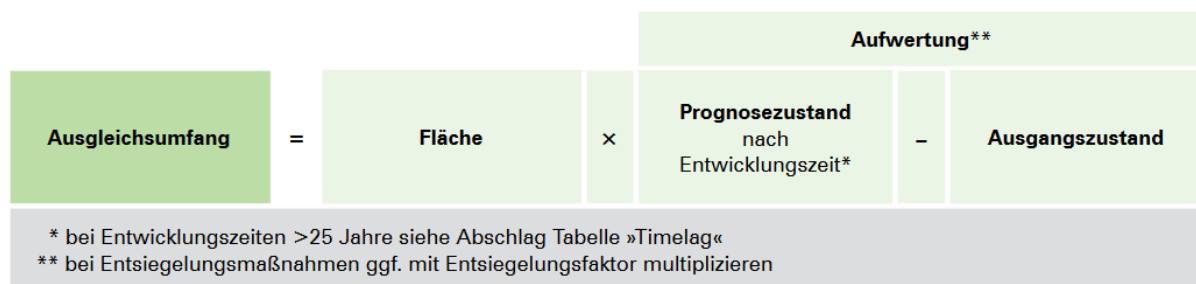 Aufwertung**
Ausgleichsumfang = Fläche × Prognosezustand
nach
Entwicklungszeit* – Ausgangszustand
* bei Entwicklungszeiten >25 Jahre siehe Abschlag Tabelle »Timelag«
** bei Entsiegelungsmaßnahmen ggf. mit Entsiegelungsfaktor multiplizieren